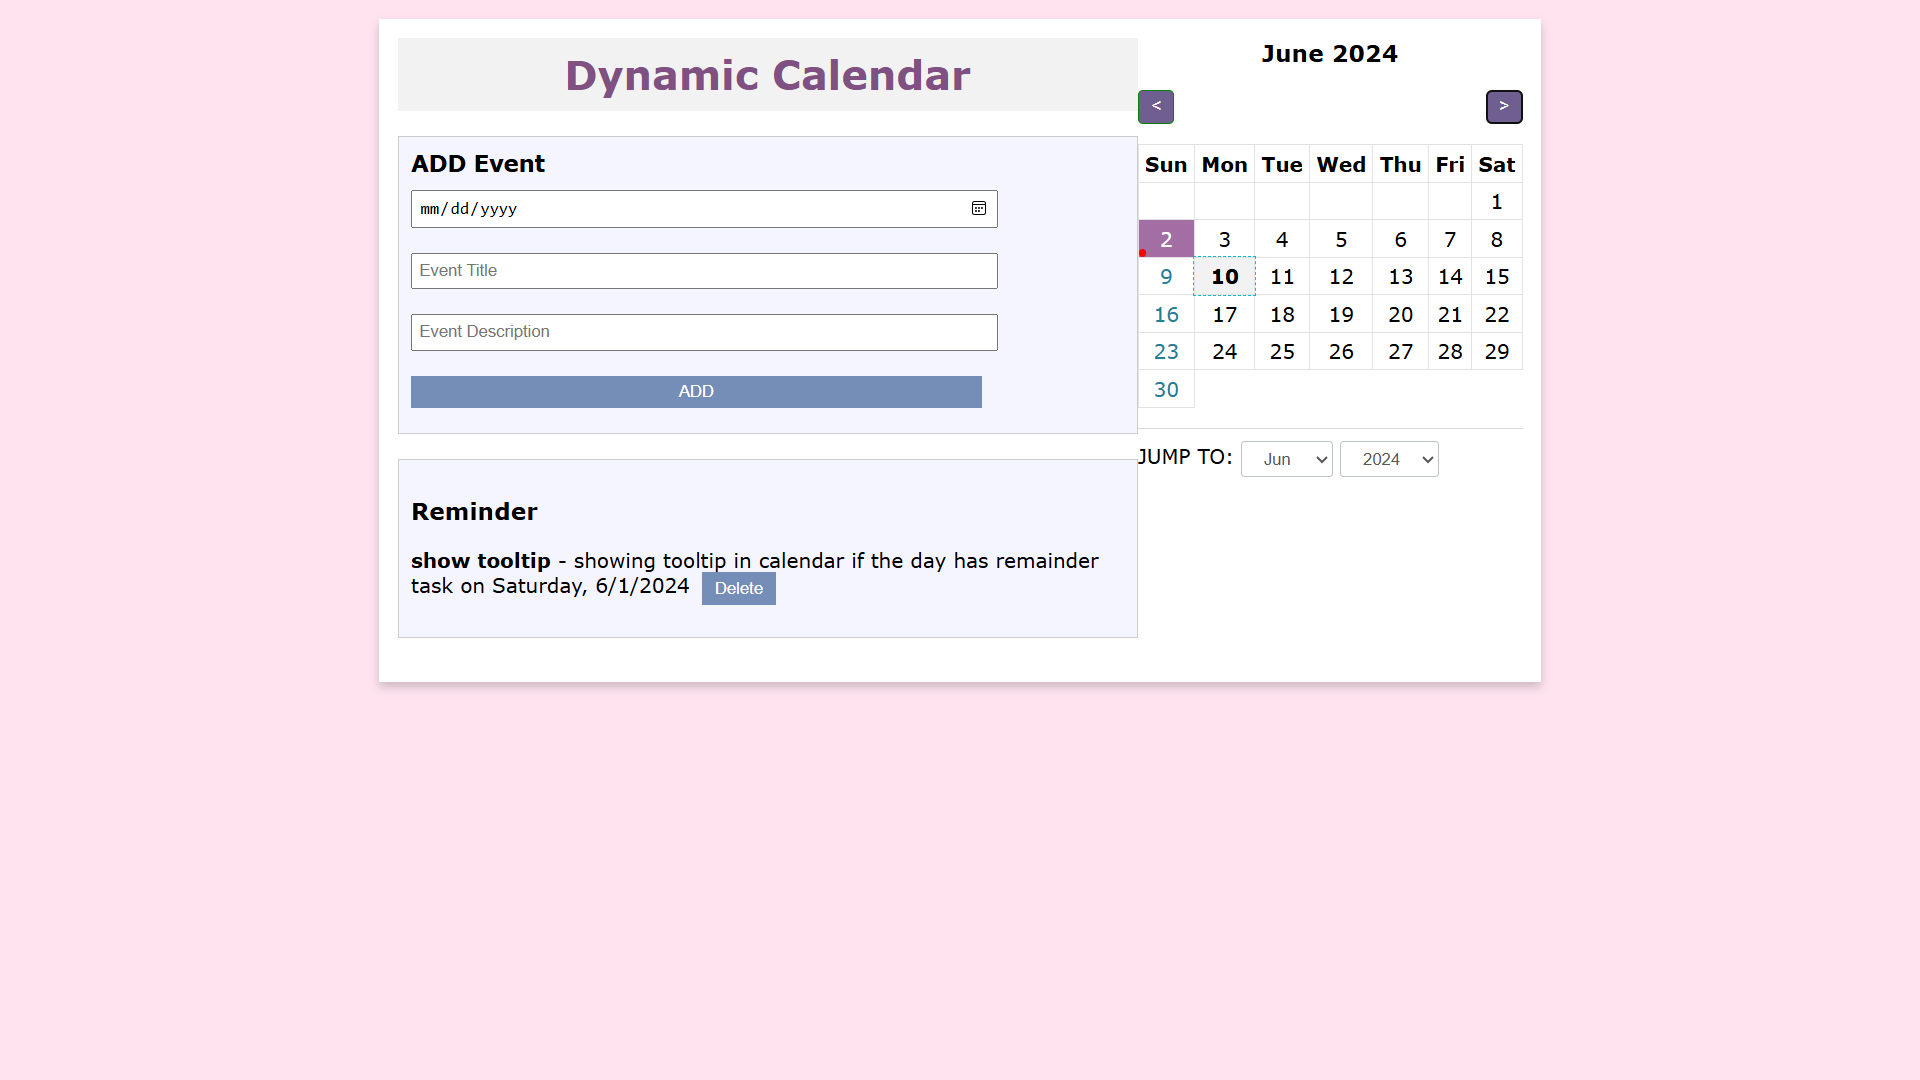 Dynamic Calendar
ADD Event
mm/dd/yyyy
Event Title
Event Description
ADD
Reminder
show tooltip - showing tooltip in calendar if the day has remainder
task on Saturday, 6/1/2024 Delete
June 2024
< >
Sun Mon Tue Wed Thu Fri Sat
1
2 3 4 5 6 7 8
9 10 11 12 13 14 15
16 17 18 19 20 21 22
23 24 25 26 27 28 29
30
JUMP TO: Jun 2024